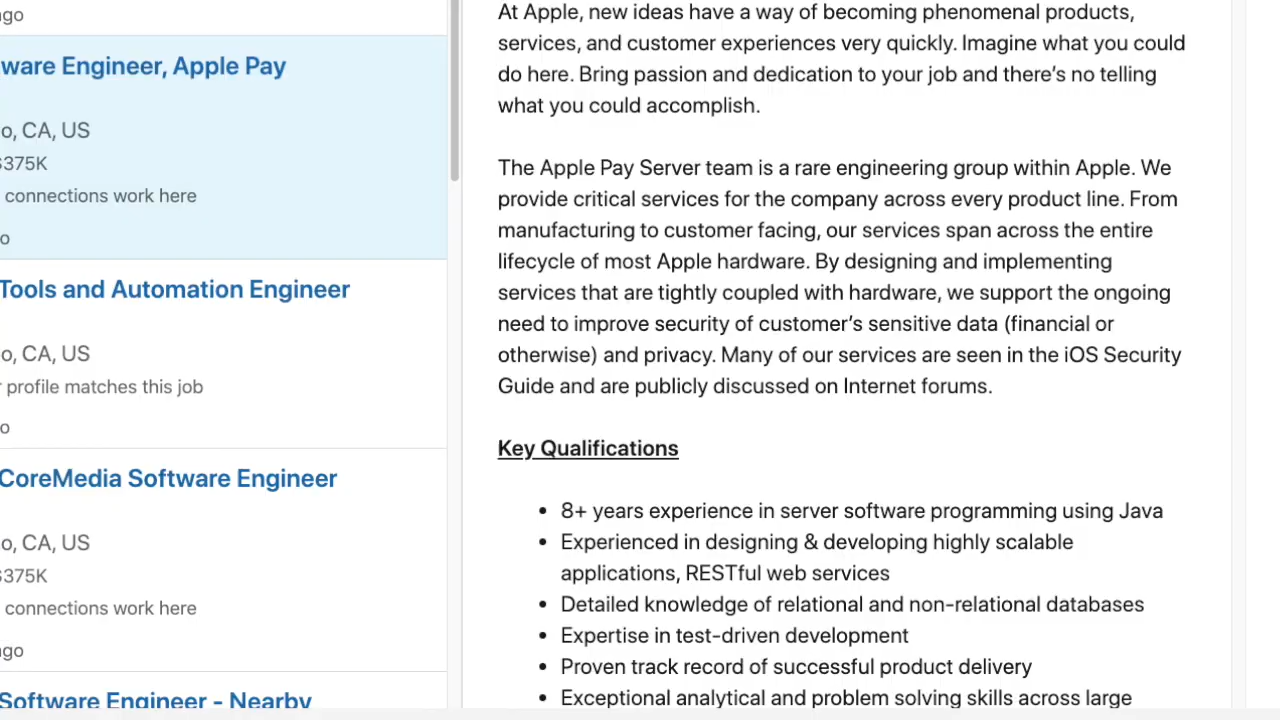 ago
ware Engineer, Apple Pay
o, CA, US
$375K
connections work here
o
Tools and Automation Engineer
o, CA, US
r profile matches this job
o
CoreMedia Software Engineer
o, CA, US
$375K
connections work here
ago
Software Engineer - Nearby
At Apple, new ideas have a way of becoming phenomenal products,
services, and customer experiences very quickly. Imagine what you could
do here. Bring passion and dedication to your job and there's no telling
what you could accomplish.
The Apple Pay Server team is a rare engineering group within Apple. We
provide critical services for the company across every product line. From
manufacturing to customer facing, our services span across the entire
lifecycle of most Apple hardware. By designing and implementing
services that are tightly coupled with hardware, we support the ongoing
need to improve security of customer's sensitive data (financial or
otherwise) and privacy. Many of our services are seen in the iOS Security
Guide and are publicly discussed on Internet forums.
Key Qualifications
• 8+ years experience in server software programming using Java
• Experienced in designing & developing highly scalable
applications, RESTful web services
• Detailed knowledge of relational and non-relational databases
• Expertise in test-driven development
• Proven track record of successful product delivery
• Exceptional analytical and problem solving skills across large